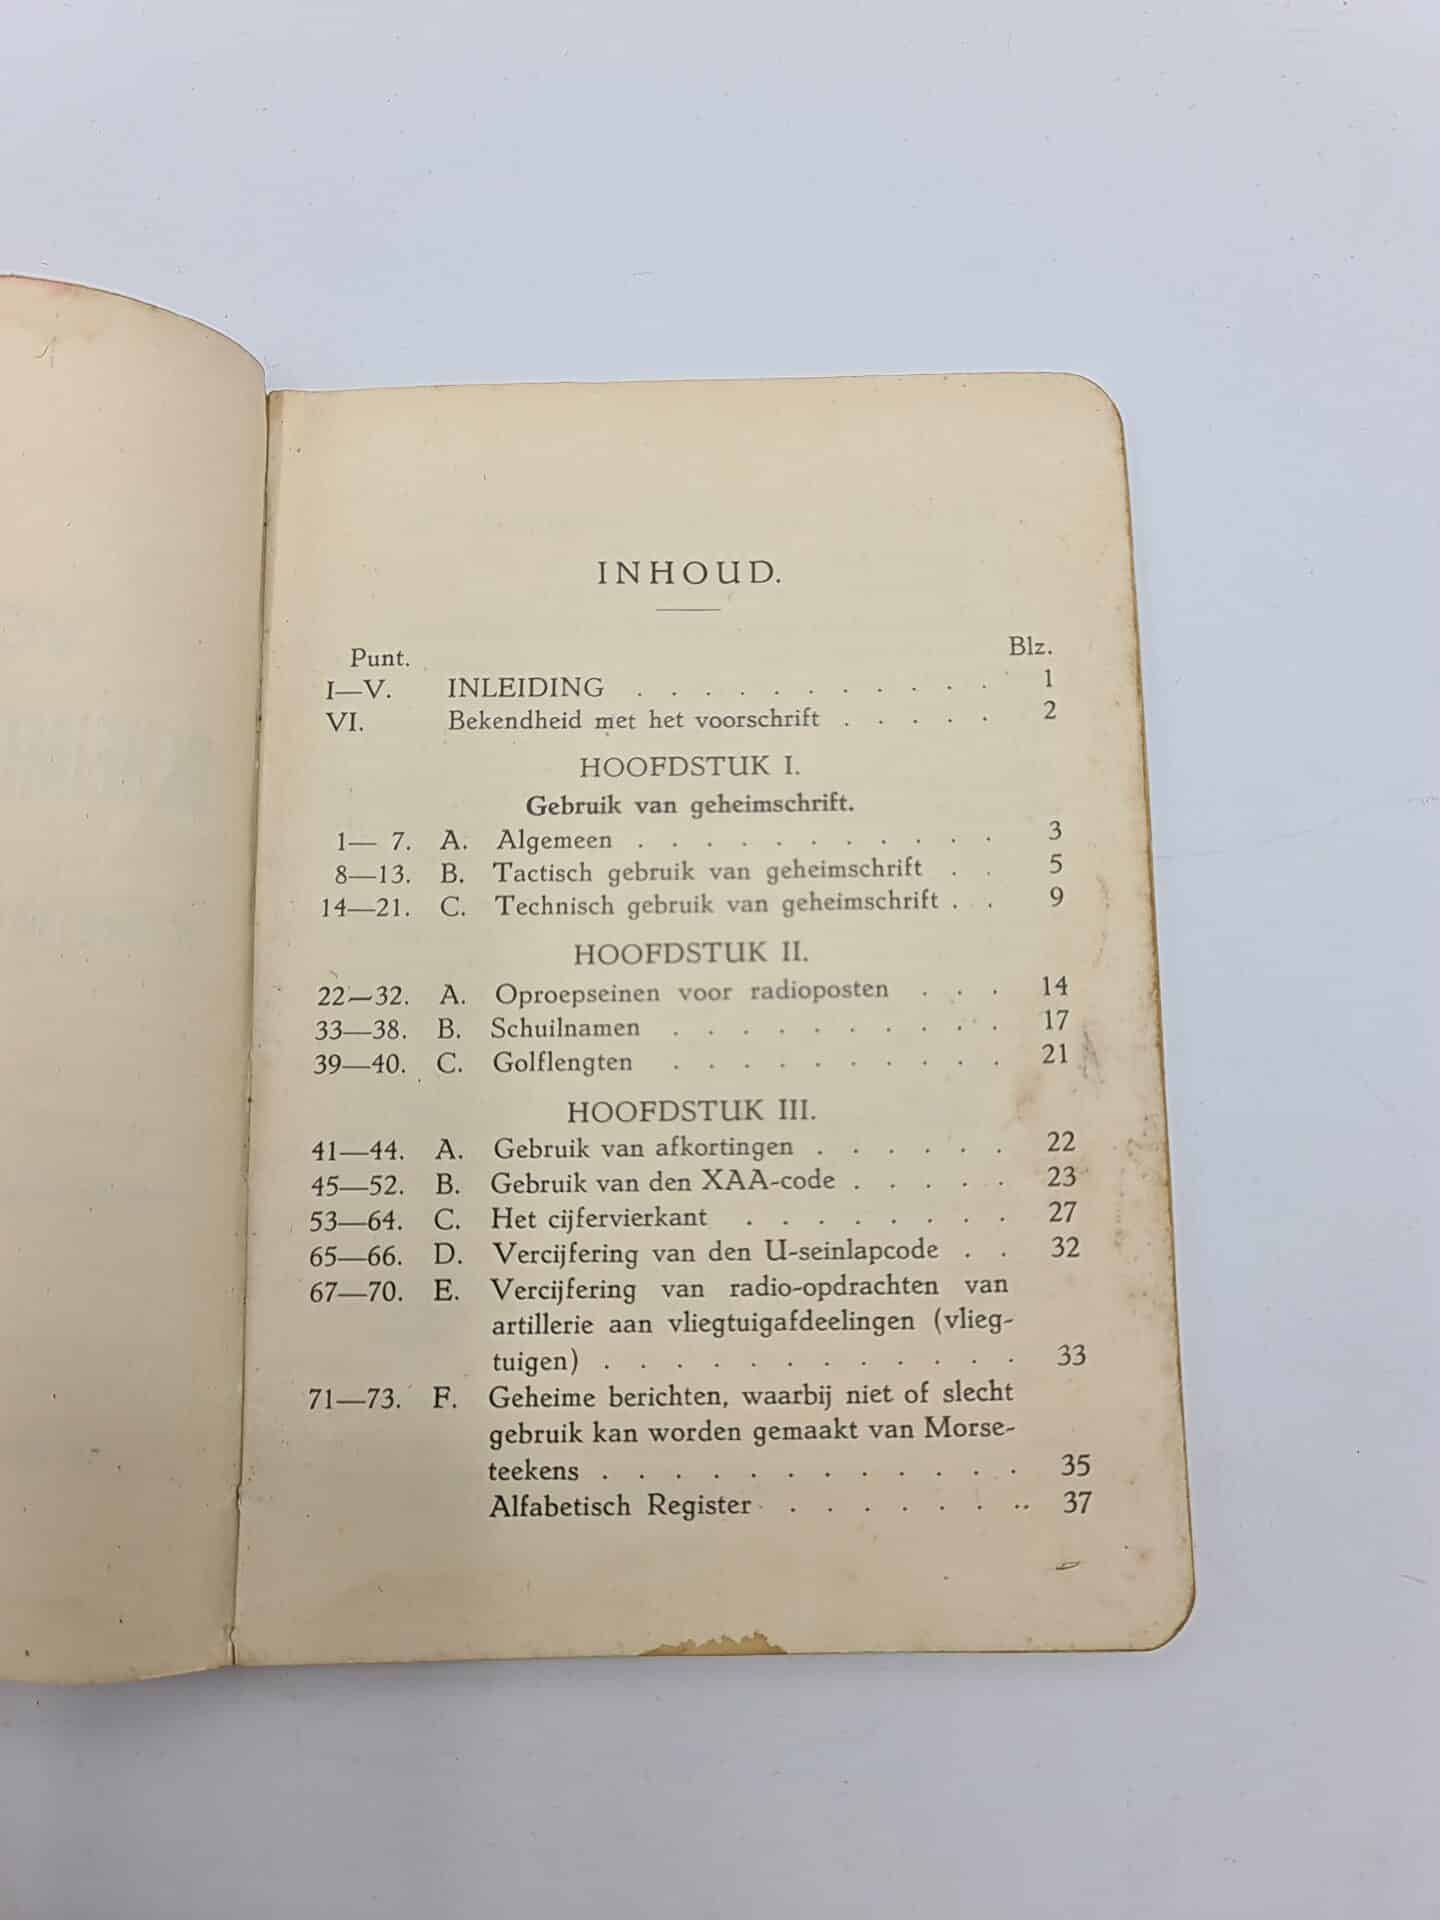 INHOUD.
Punt. Blz.
I—V. INLEIDING . . . . . . . . . . . 1
VI. Bekendheid met het voorschrift . . . . . 2
HOOFDSTUK I.
Gebruik van geheimschrift.
1— 7. A. Algemeen . . . . . . . . . . . 3
8—13. B. Tactisch gebruik van geheimschrift . . 5
14—21. C. Technisch gebruik van geheimschrift . . 9
HOOFDSTUK II.
22—32. A. Oproepseinen voor radioposten . . . 14
33—38. B. Schuilnamen . . . . . . . . . . 17
39—40. C. Golflengten . . . . . . . . . . 21
HOOFDSTUK III.
41—44. A. Gebruik van afkortingen . . . . . . 22
45—52. B. Gebruik van den XAA-code . . . . . 23
53—64. C. Het cijfervierkant . . . . . . . . 27
65—66. D. Vercijfering van den U-seinlapcode . . 32
67—70. E. Vercijfering van radio-opdrachten van
artillerie aan vliegtuigafdeelingen (vlieg-
tuigen) . . . . . . . . . . . . 33
71—73. F. Geheime berichten, waarbij niet of slecht
gebruik kan worden gemaakt van Morse-
teekens . . . . . . . . . . . . 35
Alfabetisch Register . . . . . . . .. 37